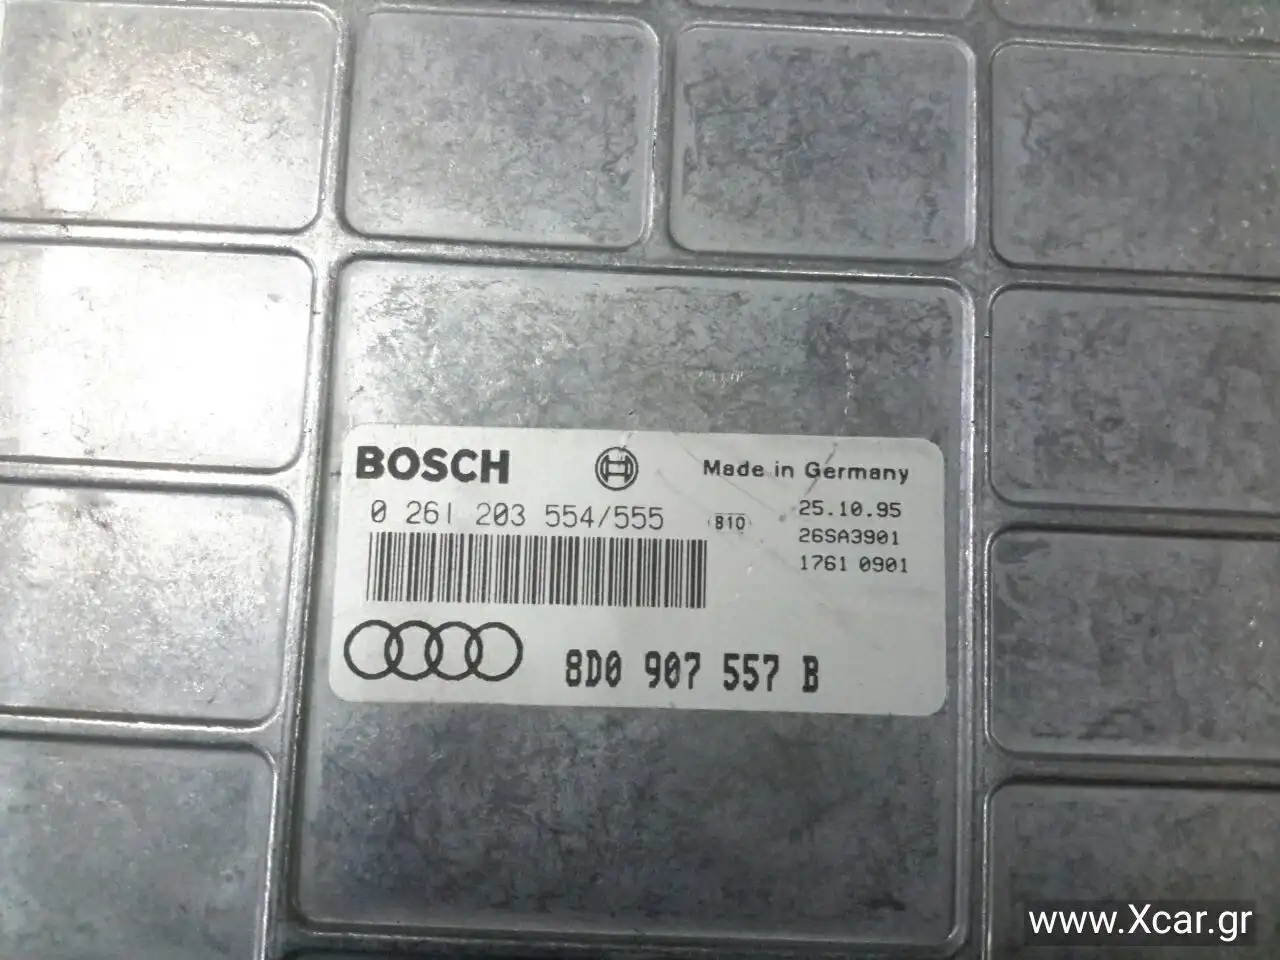 BOSCH
Made in Germany
0 261 203 554/555
B10
25.10.95
26SA3901
1761 0901
8D0 907 557 B
www.Xcar.gr